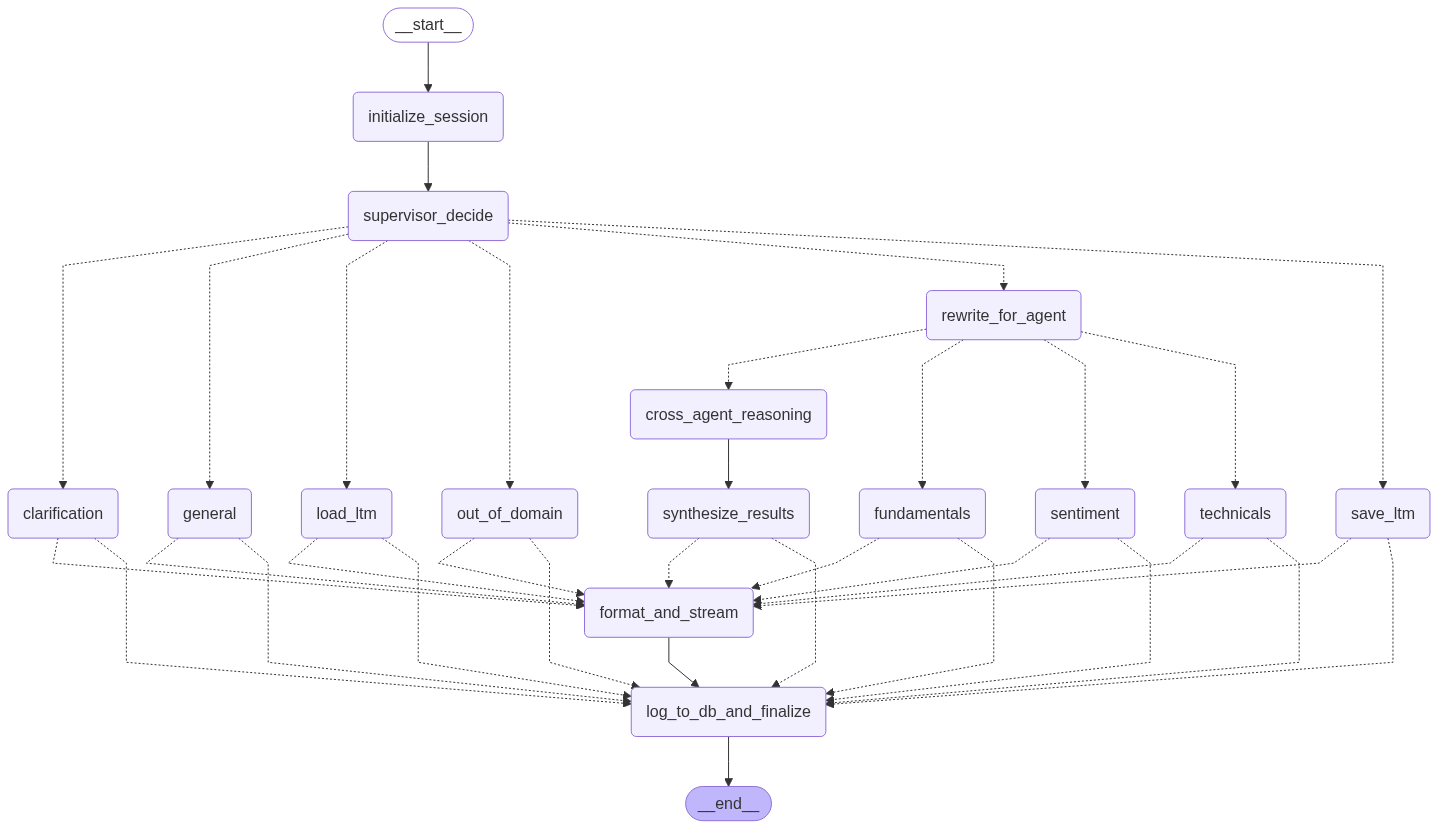 __start__
initialize_session
supervisor_decide
rewrite_for_agent
cross_agent_reasoning
clarification
general
load_ltm
out_of_domain
synthesize_results
fundamentals
sentiment
technicals
save_ltm
format_and_stream
log_to_db_and_finalize
__end__